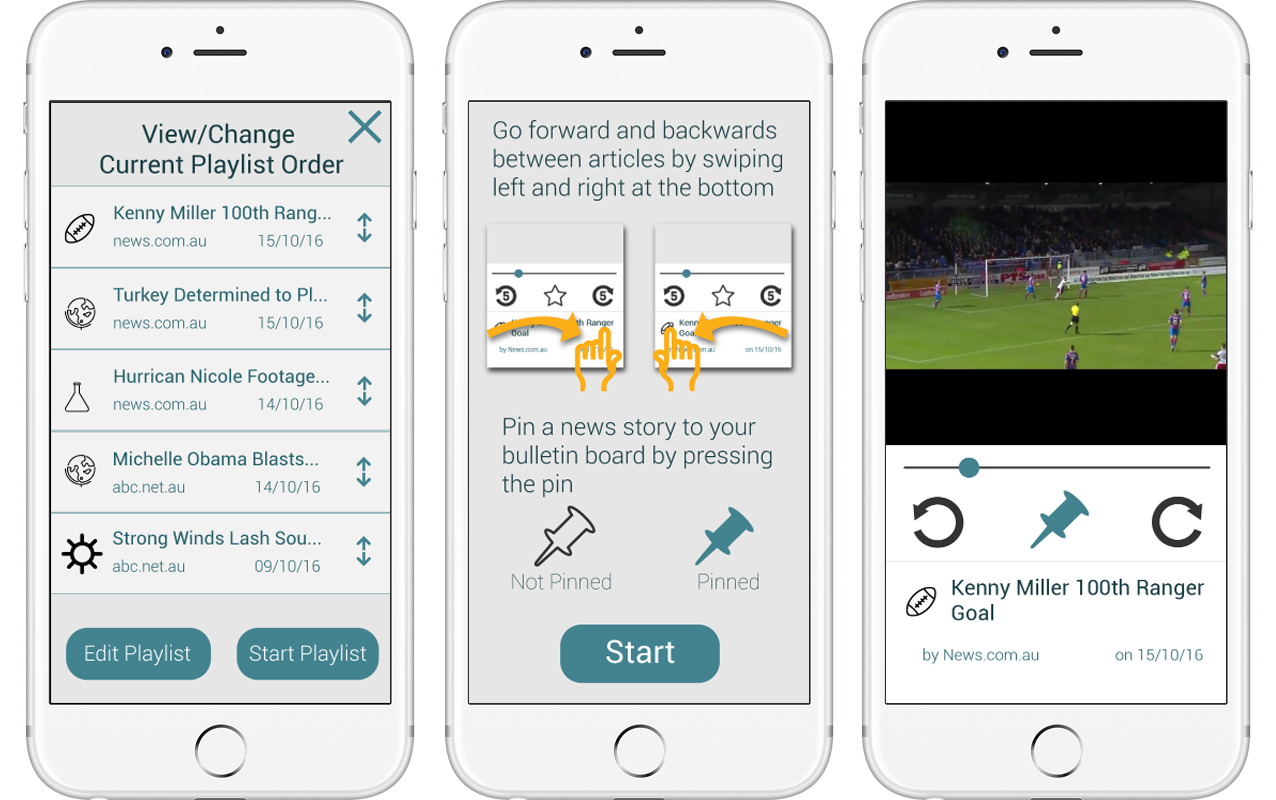 View/Change
Current Playlist Order
Kenny Miller 100th Rang...
news.com.au 15/10/16
Turkey Determined to Pl...
news.com.au 15/10/16
Hurrican Nicole Footage...
news.com.au 14/10/16
Michelle Obama Blasts...
abc.net.au 14/10/16
Strong Winds Lash Sou...
abc.net.au 09/10/16
Edit Playlist Start Playlist
Go forward and backwards
between articles by swiping
left and right at the bottom
5 5
Ranger
Goal
by News.com.au
5 5
Kenny
Goal
on 15/10/16
Pin a news story to your
bulletin board by pressing
the pin
Not Pinned Pinned
Start
PTS
Kenny Miller 100th Ranger
Goal
by News.com.au on 15/10/16